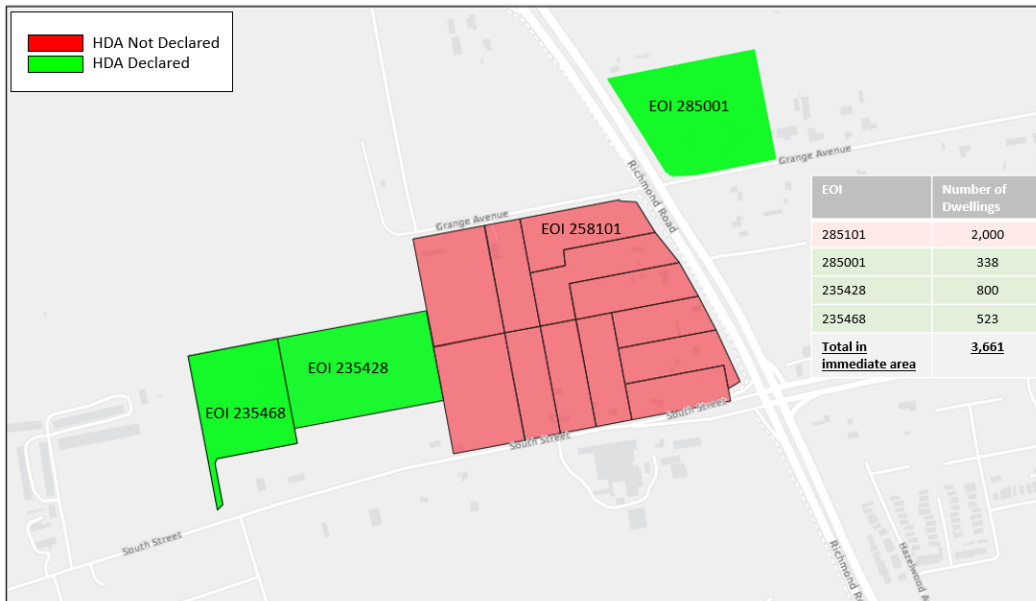 HDA Not Declared
HDA Declared
EOI 285001
Grange Avenue
Richmond Road
Grange Avenue
EOI 258101
EOI Number of
Dwellings
285101 2,000
285001 338
235428 800
235468 523
Total in 3,661
immediate area
EOI 235428
EOI 235468
South Street
South Street
South Street
Richmond Ro
Hazelwood A